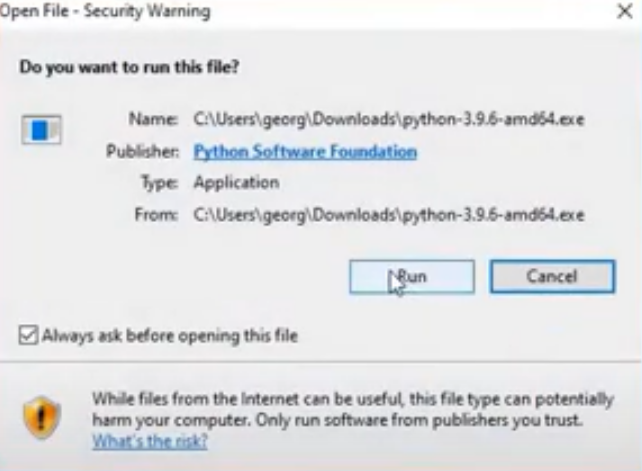 Open File - Security Warning
Do you want to run this file?
Name: C:\Users\georg\Downloads\python-3.9.6-amd64.exe
Publisher: Python Software Foundation
Type: Application
From: C:\Users\georg\Downloads\python-3.9.6-amd64.exe
Run Cancel
Always ask before opening this file
While files from the Internet can be useful, this file type can potentially
harm your computer. Only run software from publishers you trust.
What's the risk?